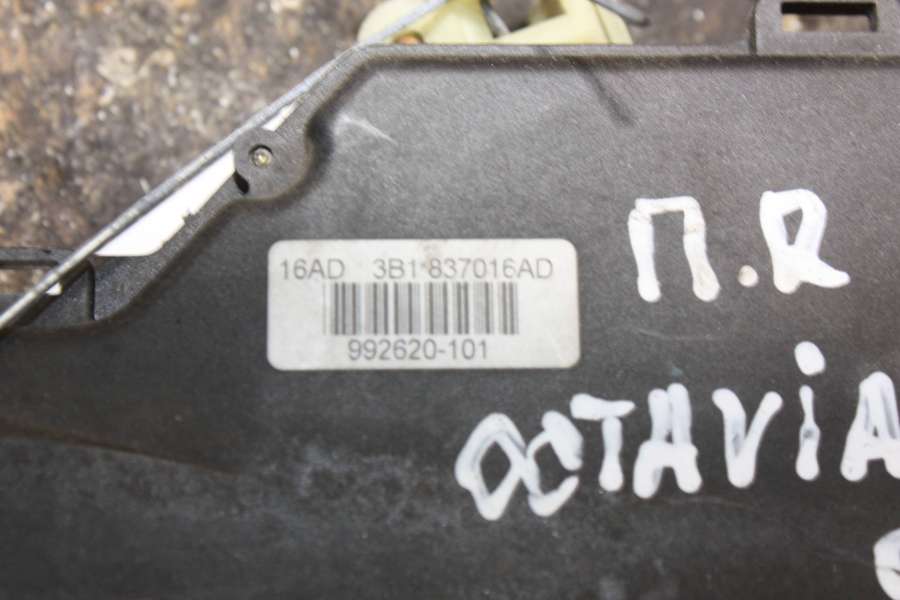 16AD 3B1 837016AD
992620-101
П.R
OCTAViA